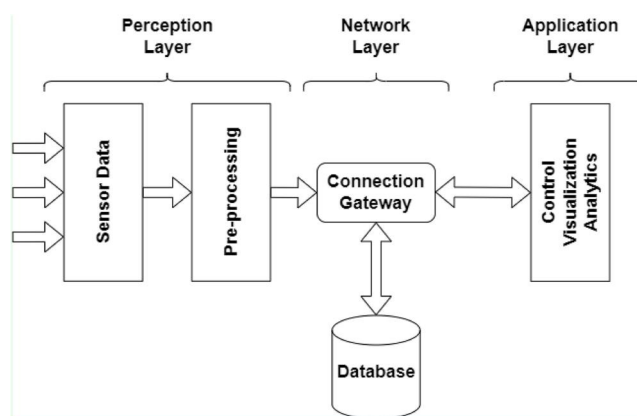 Perception
Layer
Network
Layer
Application
Layer
Sensor Data
Pre-processing
Connection
Gateway
Control
Visualization
Analytics
Database